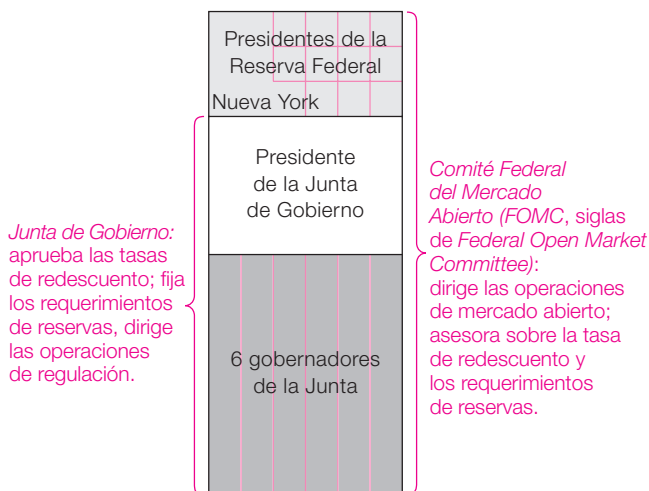 Presidentes de la
Reserva Federal
Nueva York
Presidente
de la Junta
de Gobierno
6 gobernadores
de la Junta
Junta de Gobierno:
aprueba las tasas
de redescuento; fija
los requerimientos
de reservas, dirige
las operaciones
de regulación.
Comité Federal
del Mercado
Abierto (FOMC, siglas
de Federal Open Market
Committee):
dirige las operaciones
de mercado abierto;
asesora sobre la tasa
de redescuento y
los requerimientos
de reservas.